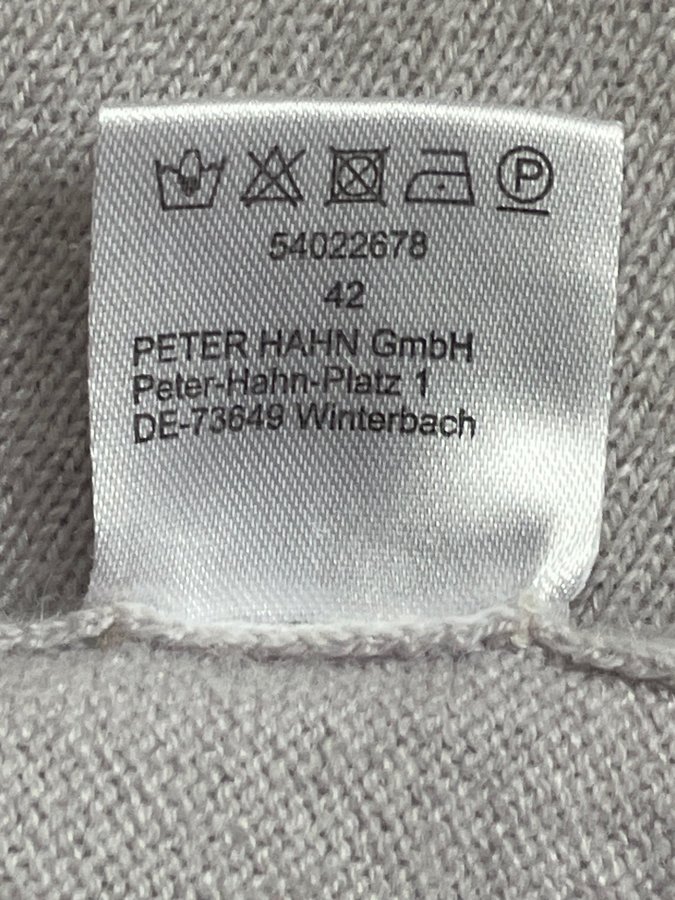 P
54022678
42
PETER HAHN GmbH
Peter-Hahn-Platz 1
DE-73649 Winterbach